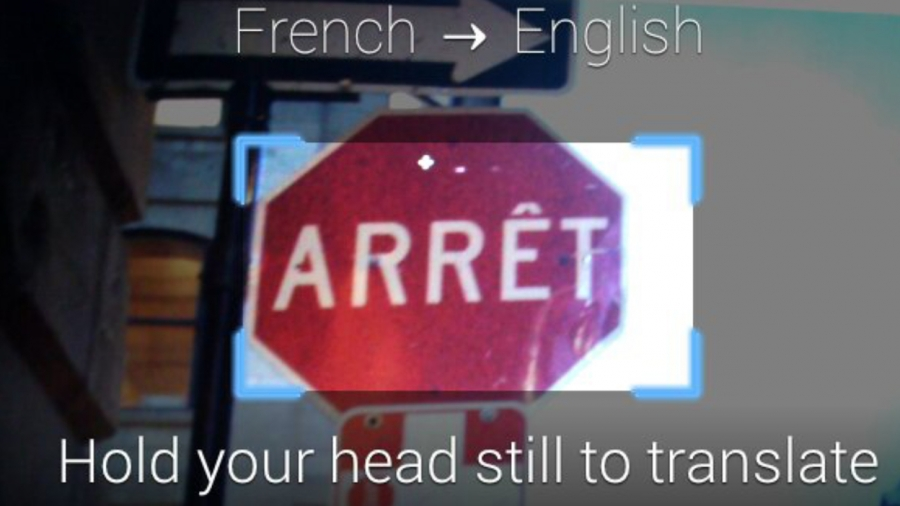 French → English
ARRÊT
Hold your head still to translate